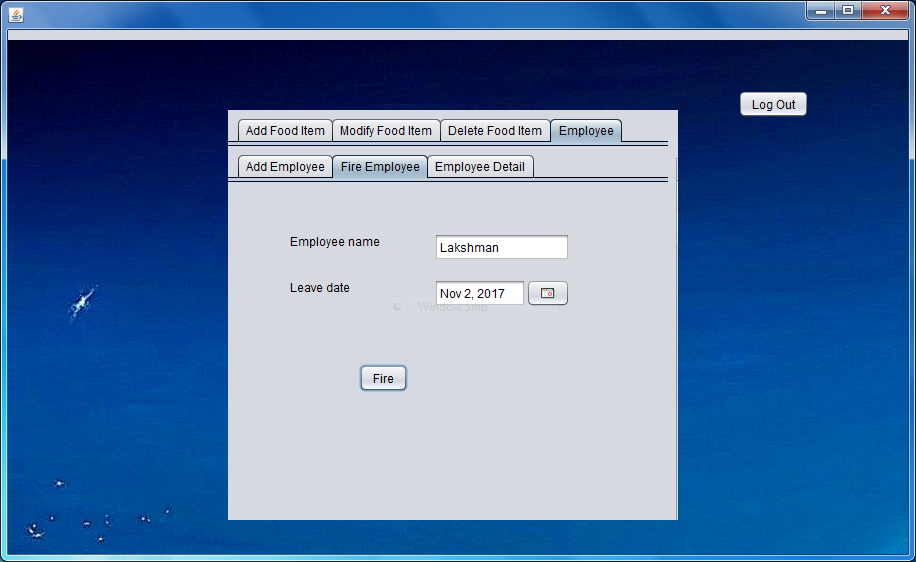 Log Out
Add Food Item Modify Food Item Delete Food Item Employee
Add Employee Fire Employee Employee Detail
Employee name Lakshman
Leave date Nov 2, 2017
Window Snip
Fire